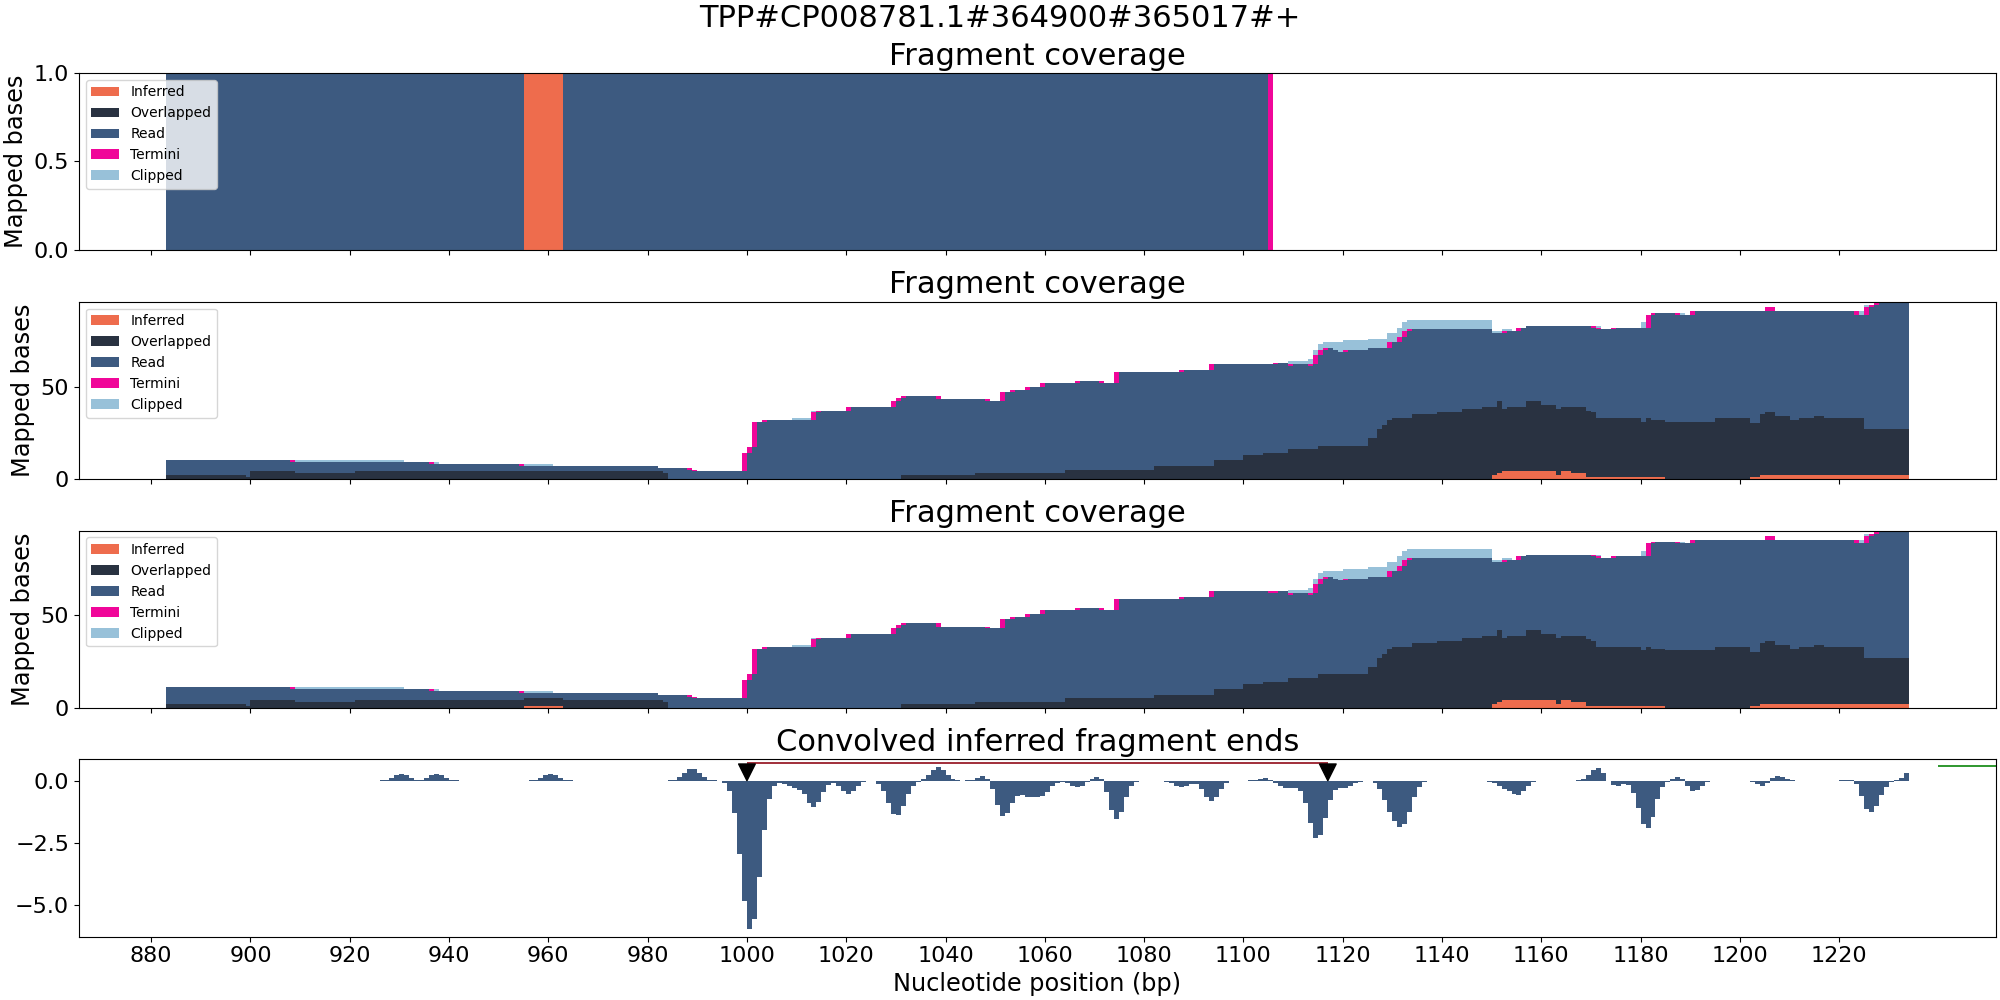 TPP#CP008781.1#364900#365017#+
Fragment coverage
Mapped bases
1.0
0.5
0.0
Inferred
Overlapped
Read
Termini
Clipped
Fragment coverage
Mapped bases
50
0
Inferred
Overlapped
Read
Termini
Clipped
Fragment coverage
Mapped bases
50
0
Inferred
Overlapped
Read
Termini
Clipped
Convolved inferred fragment ends
0.0
−2.5
−5.0
880 900 920 940 960 980 1000 1020 1040 1060 1080 1100 1120 1140 1160 1180 1200 1220
Nucleotide position (bp)